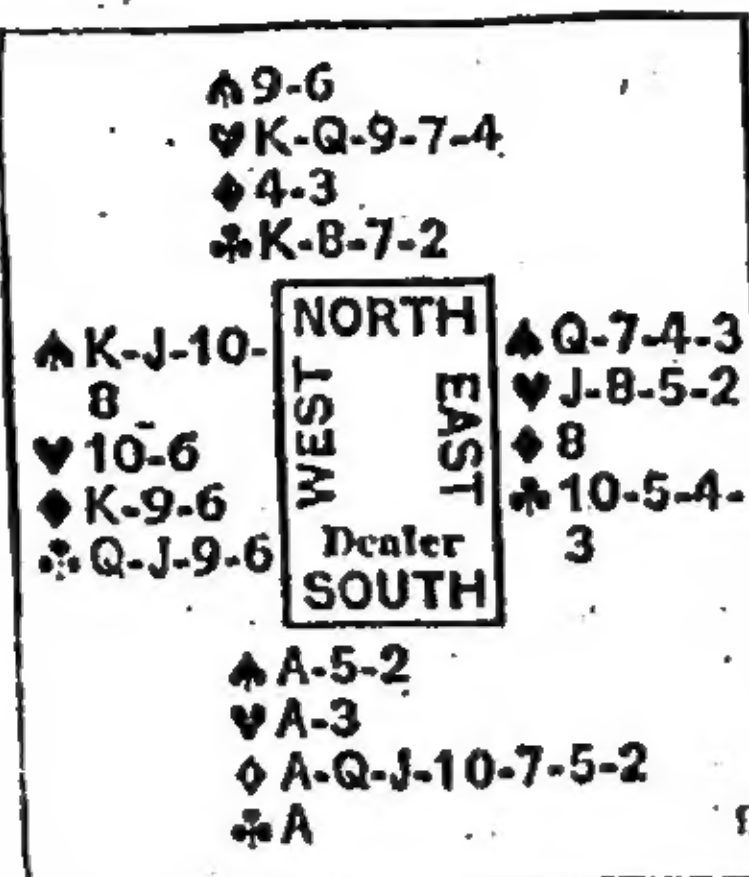 ♠ 9-6
♥ K-Q-9-7-4
♦ 4-3
♣ K-8-7-2
NORTH
♠ K-J-10-
8
♥ 10-6
♦ K-9-6
♣ Q-J-9-6
WEST
EAST
♠ Q-7-4-3
♥ J-8-5-2
♦ 8
♣ 10-5-4-
3
Dealer
SOUTH
♠ A-5-2
♥ A-3
♦ A-Q-J-10-7-5-2
♣ A